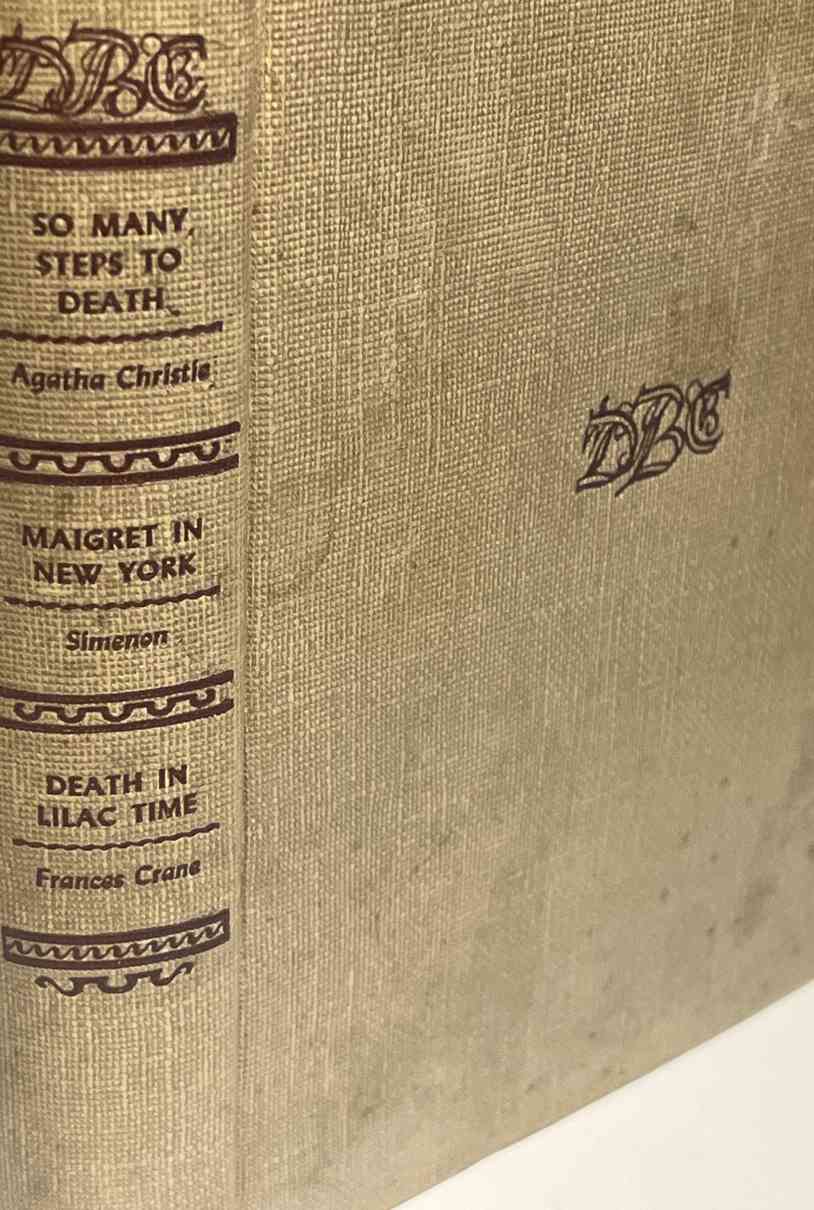 DBC
SO MANY
STEPS TO
DEATH
Agatha Christie
MAIGRET IN
NEW YORK
Simenon
DEATH IN
LILAC TIME
Frances Crane
DBC